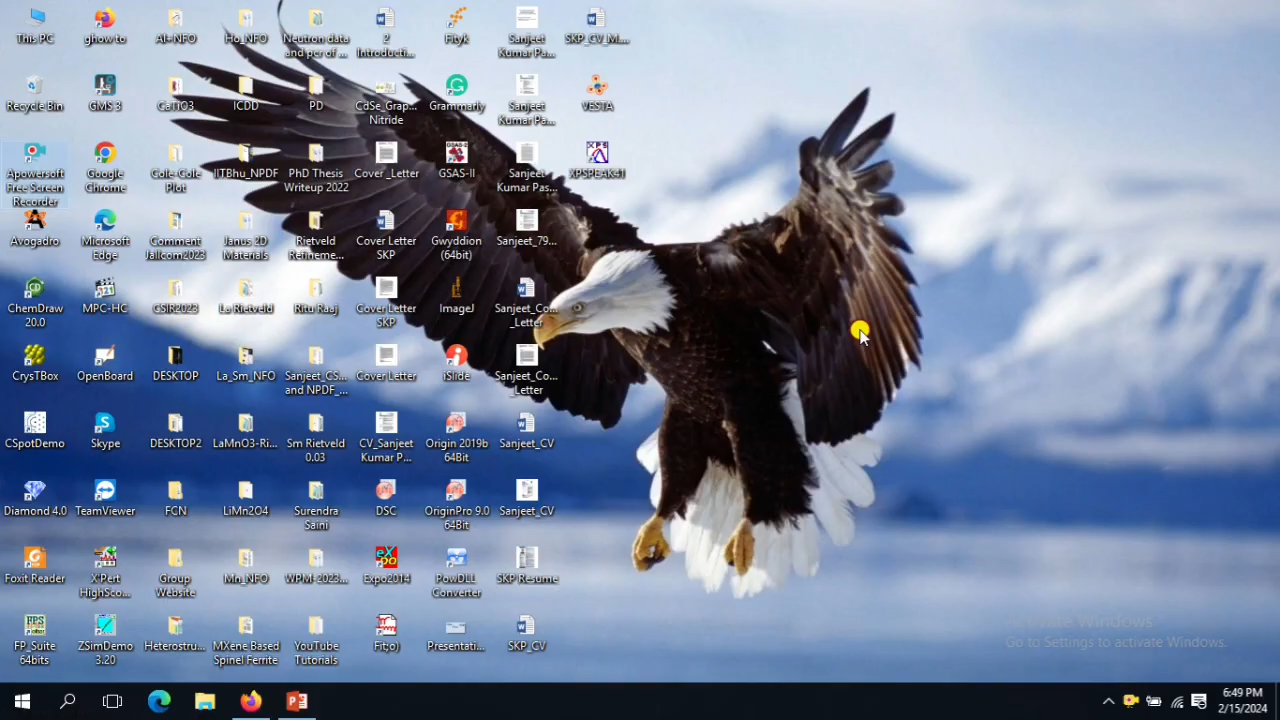 This PC
Recycle Bin
Apowersoft
Free Screen
Recorder
Avogadro
ChemDraw
20.0
CrysTBox
CSpotDemo
Diamond 4.0
Foxit Reader
FP_Suite
64bits
ghow to
GMS 3
Google
Chrome
Microsoft
Edge
MPC-HC
OpenBoard
Skype
TeamViewer
X'Pert
HighSco...
ZSimDemo
3.20
Al+NFO
CaTiO3
Cole-Cole
Plot
Comment
Jallcom2023
CSIR2023
DESKTOP
DESKTOP2
FCN
Group
Website
Heterostru...
Ho_NFO
ICDD
IITBhu_NPDF
Janus 2D
Materials
La Rietveld
La_Sm_NFO
LaMnO3-Ri...
LiMn2O4
Mn_NFO
MXene Based
Spinel Ferrite
Neutron data
and pcr of ...
PD
PhD Thesis
Writeup 2022
Rietveld
Refineme...
Ritu Raaj
Sanjeet_CS...
and NPDF_...
Sm Rietveld
0.03
Surendra
Saini
WPM-2023...
YouTube
Tutorials
2
Introducti...
CdSe_Grap...
Nitride
Cover _Letter
Cover Letter
SKP
Cover Letter
SKP
Cover Letter
CV_Sanjeet
Kumar P...
DSC
Expo2014
Fit;o)
Fityk
Grammarly
GSAS-II
Gwyddion
(64bit)
ImageJ
iSlide
Origin 2019b
64Bit
OriginPro 9.0
64Bit
PowDLL
Converter
Presentati...
Sanjeet
Kumar Pa...
Sanjeet
Kumar Pa...
Sanjeet
Kumar Pas...
Sanjeet_79...
Sanjeet_Co...
_Letter
Sanjeet_Co...
_Letter
Sanjeet_CV
Sanjeet_CV
SKP Resume
SKP_CV
SKP_CV_M....
VESTA
XPSPEAK41
Activate Windows
Go to Settings to activate Windows.
6:49 PM
2/15/2024